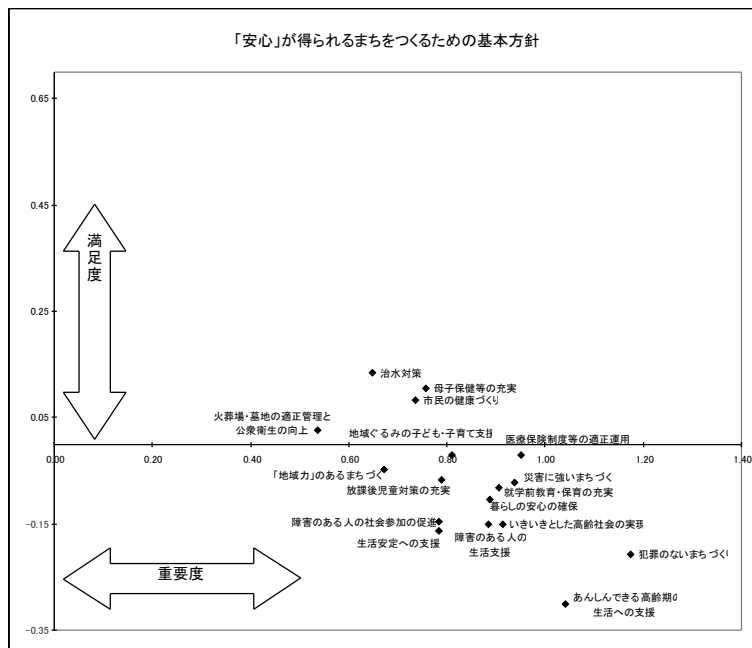 「安心」が得られるまちをつくるための基本方針
0.65
0.45
満足度
0.25
治水対策
母子保健等の充実
市民の健康づくり
火葬場・墓地の適正管理と
公衆衛生の向上
0.05
地域ぐるみの子ども・子育て支援
医療保険制度等の適正運用
0.00
0.20
0.40
0.60
0.80
1.00
1.20
1.40
「地域力」のあるまちづく
災害に強いまちづく
放課後児童対策の充実
就学前教育・保育の充実
暮らしの安心の確保
-0.15
障害のある人の社会参加の促進
いきいきとした高齢社会の実現
生活安定への支援
障害のある人の
生活支援
犯罪のないまちづくり
重要度
あんしんできる高齢期の
生活への支援
-0.35